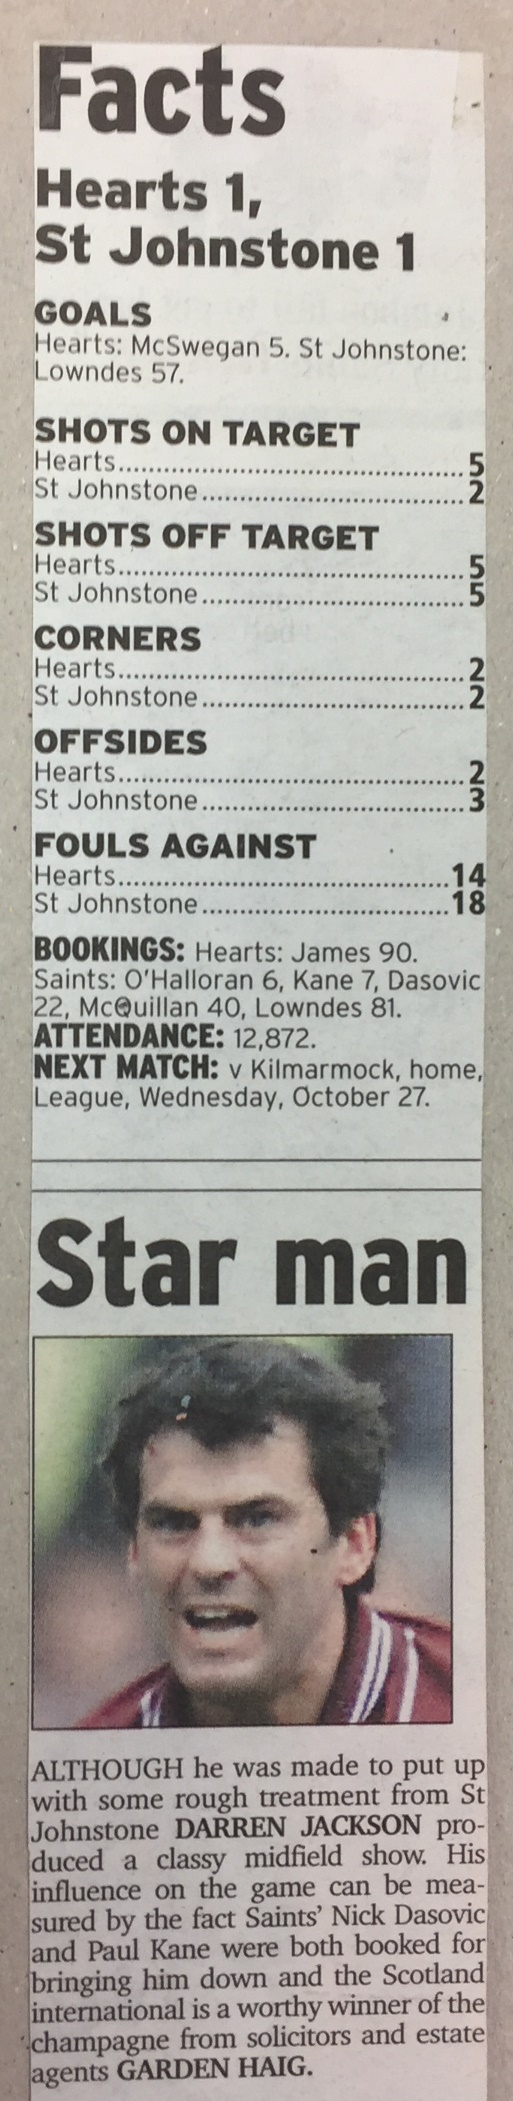 Facts
Hearts 1,
St Johnstone 1
GOALS
Hearts: McSwegan 5. St Johnstone:
Lowndes 57.
SHOTS ON TARGET
Hearts............................................5
St Johnstone..................................2
SHOTS OFF TARGET
Hearts............................................5
St Johnstone..................................5
CORNERS
Hearts............................................2
St Johnstone..................................2
OFFSIDES
Hearts............................................2
St Johnstone..................................3
FOULS AGAINST
Hearts..........................................14
St Johnstone................................18
BOOKINGS: Hearts: James 90.
Saints: O'Halloran 6, Kane 7, Dasovic
22, McQuillan 40, Lowndes 81.
ATTENDANCE: 12,872.
NEXT MATCH: v Kilmarmock, home,
League, Wednesday, October 27.
Star man
ALTHOUGH he was made to put up
with some rough treatment from St
Johnstone DARREN JACKSON pro-
duced a classy midfield show. His
influence on the game can be mea-
sured by the fact Saints' Nick Dasovic
and Paul Kane were both booked for
bringing him down and the Scotland
international is a worthy winner of the
champagne from solicitors and estate
agents GARDEN HAIG.